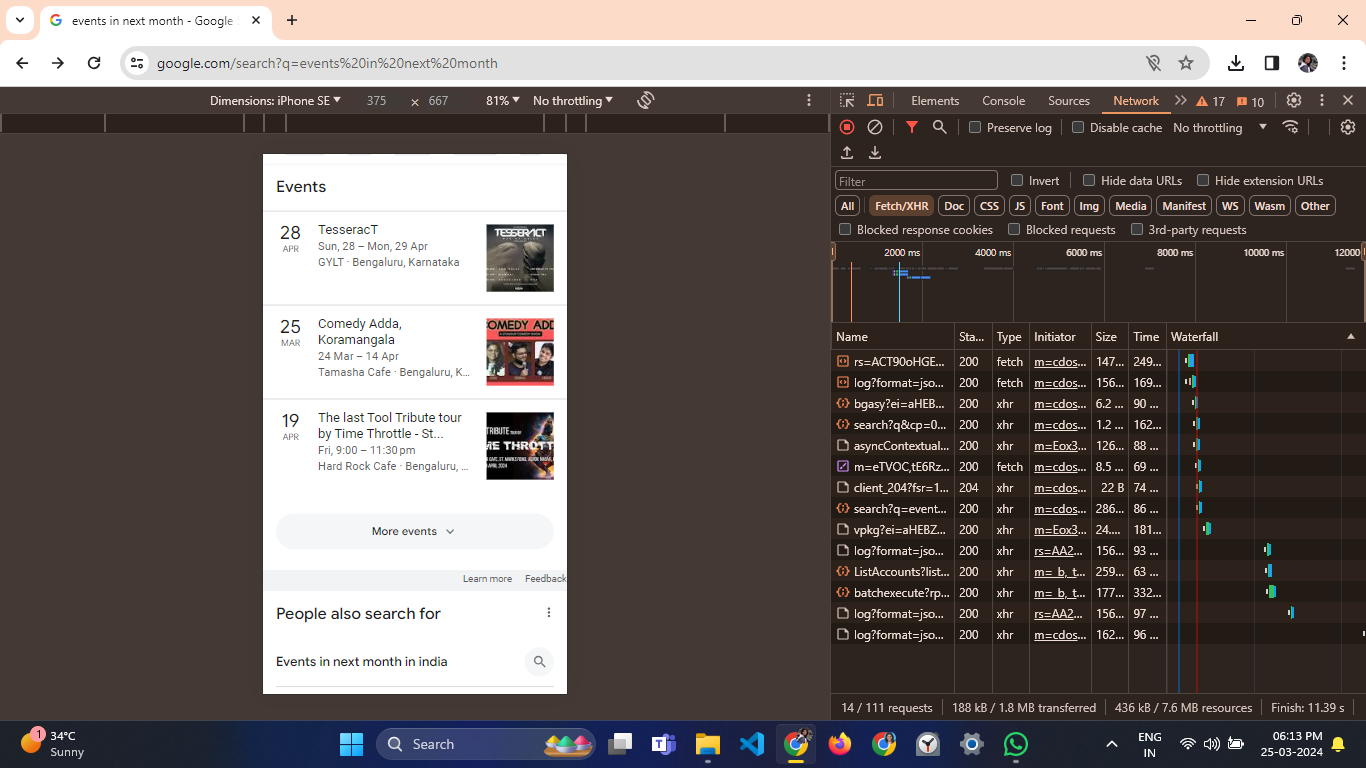 events in next month - Google S
google.com/search?q=events%20in%20next%20month
Dimensions: iPhone SE 375 × 667 81% No throttling
Elements Console Sources Network 17 10
Preserve log Disable cache No throttling
Filter Invert Hide data URLs Hide extension URLs
All Fetch/XHR Doc CSS JS Font Img Media Manifest WS Wasm Other
Blocked response cookies Blocked requests 3rd-party requests
2000 ms 4000 ms 6000 ms 8000 ms 10000 ms 12000
Name Sta... Type Initiator Size Time Waterfall
rs=ACT90oHGE... 200 fetch m=cdos... 147... 249...
log?format=jso... 200 fetch m=cdos... 156... 169...
bgasy?ei=aHEB... 200 xhr m=cdos... 6.2 ... 90 ...
search?q&cp=0... 200 xhr m=cdos... 1.2 ... 162...
asyncContextual... 200 xhr m=Eox3... 126... 88 ...
m=eTVOC,tE6Rz... 200 fetch m=cdos... 8.5 ... 69 ...
client_204?fsr=1... 204 xhr m=cdos... 22 B 74 ...
search?q=event... 200 xhr m=cdos... 286... 86 ...
vpkg?ei=aHEBZ... 200 xhr m=Eox3... 24.... 181...
log?format=jso... 200 xhr rs=AA2... 156... 93 ...
ListAccounts?list... 200 xhr m=_b,_t... 259... 63 ...
batchexecute?rp... 200 xhr m=_b,_t... 177... 332...
log?format=jso... 200 xhr rs=AA2... 156... 97 ...
log?format=jso... 200 xhr m=cdos... 162... 96 ...
14 / 111 requests 188 kB / 1.8 MB transferred 436 kB / 7.6 MB resources Finish: 11.39 s
Events
28 APR
TesseracT
Sun, 28 – Mon, 29 Apr
GYLT · Bengaluru, Karnataka
TESSERACT
25 MAR
Comedy Adda,
Koramangala
24 Mar – 14 Apr
Tamasha Cafe · Bengaluru, K...
COMEDY ADD
19 APR
The last Tool Tribute tour
by Time Throttle - St...
Fri, 9:00 – 11:30 pm
Hard Rock Cafe · Bengaluru, ...
TRIBUTE
ME THROTT
More events
Learn more Feedback
People also search for
Events in next month in india
1
34°C
Sunny
Search
ENG
IN
06:13 PM
25-03-2024